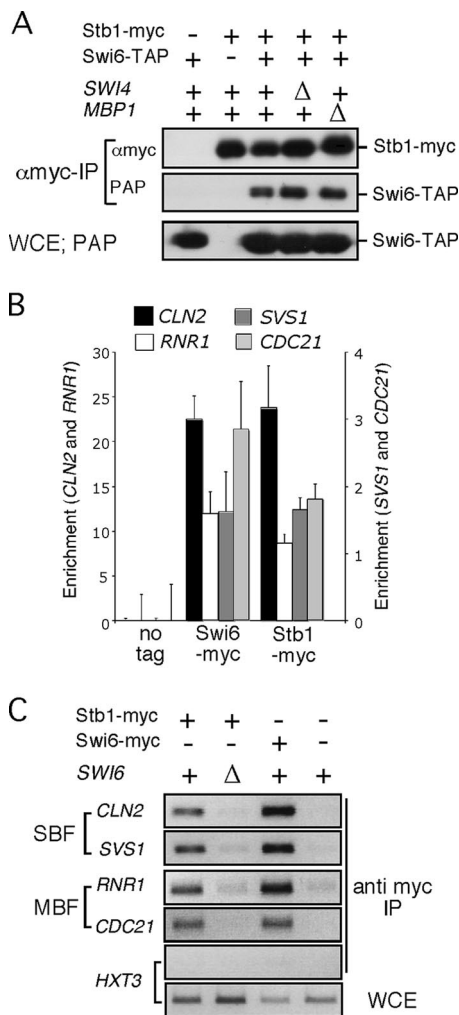 A
Stb1-myc - + + + +
Swi6-TAP + - + + +
SWI4 + + + Δ +
MBP1 + + + + Δ
αmyc-IP
αmyc
Stb1-myc
PAP
Swi6-TAP
WCE; PAP
Swi6-TAP
B
CLN2 SVS1
RNR1 CDC21
Enrichment (CLN2 and RNR1)
30
25
20
15
10
5
0
Enrichment (SVS1 and CDC21)
4
3
2
1
0
no tag
Swi6 -myc
Stb1 -myc
C
Stb1-myc + + - -
Swi6-myc - - + -
SWI6 + Δ + +
SBF
CLN2
SVS1
MBF
RNR1
CDC21
HXT3
anti myc
IP
WCE